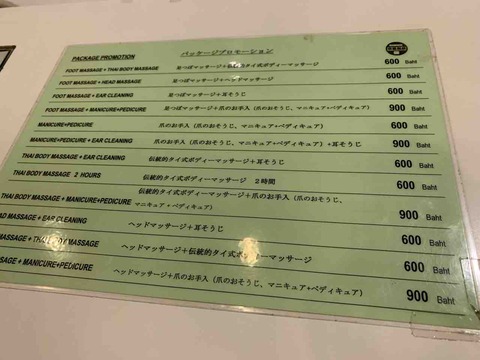 PACKAGE PROMOTION パッケージプロモーション
FOOT MASSAGE + THAI BODY MASSAGE 足つぼマッサージ+伝統的タイ式ボディーマッサージ 600 Baht
FOOT MASSAGE + HEAD MASSAGE 足つぼマッサージ+ヘッドマッサージ 600 Baht
FOOT MASSAGE + EAR CLEANING 足つぼマッサージ+耳そうじ 600 Baht
FOOT MASSAGE + MANICURE+PEDICURE 足つぼマッサージ+爪のお手入(爪のおそうじ、マニキュア+ペディキュア) 900 Baht
MANICURE+PEDICURE 爪のお手入(爪のおそうじ、マニキュア+ペディキュア) 600 Baht
MANICURE+PEDICURE + EAR CLEANING 爪のお手入(爪のおそうじ、マニキュア+ペディキュア)+耳そうじ 900 Baht
THAI BODY MASSAGE + EAR CLEANING 伝統的タイ式ボディーマッサージ+耳そうじ 600 Baht
THAI BODY MASSAGE 2 HOURS 伝統的タイ式ボディーマッサージ 2時間 600 Baht
THAI BODY MASSAGE + MANICURE+PEDICURE 伝統的タイ式ボディーマッサージ+爪のお手入(爪のおそうじ、
マニキュア+ペディキュア) 900 Baht
EAD MASSAGE + EAR CLEANING ヘッドマッサージ+耳そうじ 600 Baht
MASSAGE + THAI BODY MASSAGE ヘッドマッサージ+伝統的タイ式ボディーマッサージ 600 Baht
SSAGE + MANICURE+PEDICURE ヘッドマッサージ+爪のお手入(爪のおそうじ、マニキュア+ペディキュア) 900 Baht